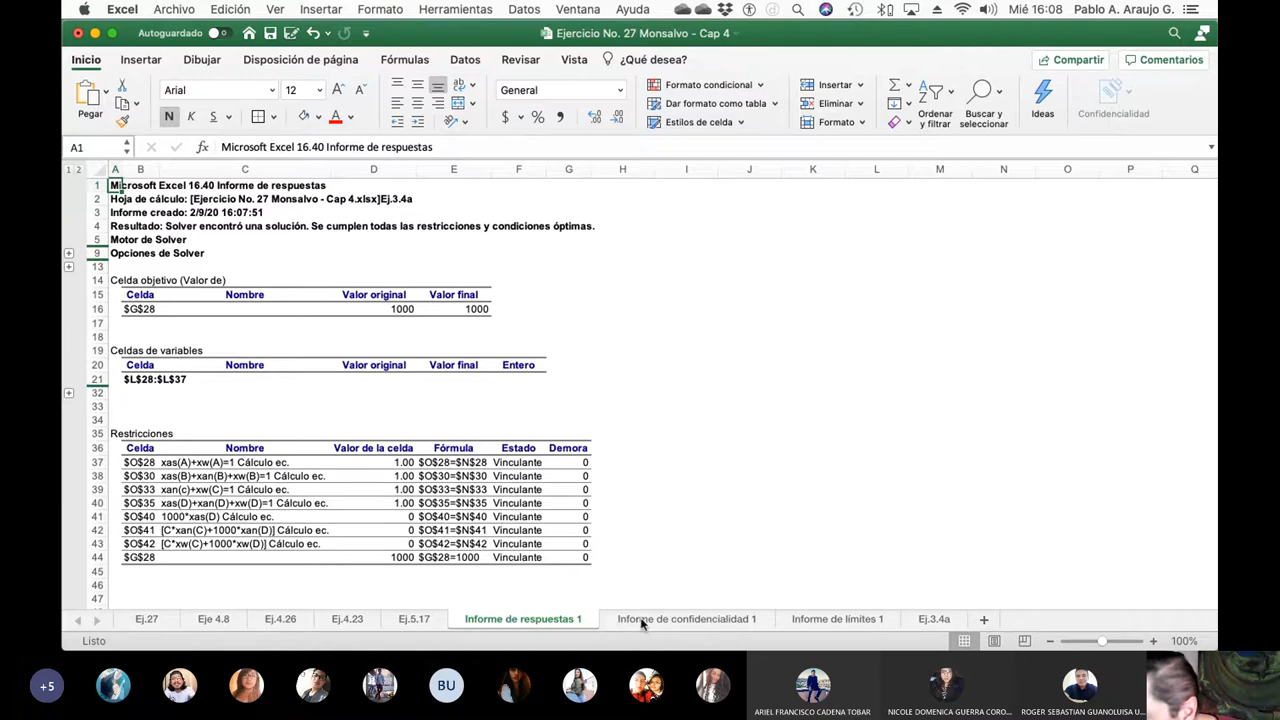 Excel Archivo Edición Ver Insertar Formato Herramientas Datos Ventana Ayuda Mié 16:08 Pablo A. Araujo G.
Autoguardado Ejercicio No. 27 Monsalvo - Cap 4
Inicio Insertar Dibujar Disposición de página Fórmulas Datos Revisar Vista ¿Qué desea? Compartir Comentarios
Pegar Arial 12 General Formato condicional Insertar
Dar formato como tabla Eliminar
N K S $ % Estilos de celda Formato
Ordenar y filtrar Buscar y seleccionar Ideas Confidencialidad
A1 fx Microsoft Excel 16.40 Informe de respuestas
1 2 A B C D E F G H I J K L M N O P Q
1 Microsoft Excel 16.40 Informe de respuestas
2 Hoja de cálculo: [Ejercicio No. 27 Monsalvo - Cap 4.xlsx]Ej.3.4a
3 Informe creado: 2/9/20 16:07:51
4 Resultado: Solver encontró una solución. Se cumplen todas las restricciones y condiciones óptimas.
5 Motor de Solver
9 Opciones de Solver
13
14 Celda objetivo (Valor de)
15 Celda Nombre Valor original Valor final
16 $G$28 1000 1000
17
18
19 Celdas de variables
20 Celda Nombre Valor original Valor final Entero
21 $L$28:$L$37
32
33
34
35 Restricciones
36 Celda Nombre Valor de la celda Fórmula Estado Demora
37 $O$28 xas(A)+xw(A)=1 Cálculo ec. 1.00 $O$28=$N$28 Vinculante 0
38 $O$30 xas(B)+xan(B)+xw(B)=1 Cálculo ec. 1.00 $O$30=$N$30 Vinculante 0
39 $O$33 xan(c)+xw(C)=1 Cálculo ec. 1.00 $O$33=$N$33 Vinculante 0
40 $O$35 xas(D)+xan(D)+xw(D)=1 Cálculo ec. 1.00 $O$35=$N$35 Vinculante 0
41 $O$40 1000*xas(D) Cálculo ec. 0 $O$40=$N$40 Vinculante 0
42 $O$41 [C*xan(C)+1000*xan(D)] Cálculo ec. 0 $O$41=$N$41 Vinculante 0
43 $O$42 [C*xw(C)+1000*xw(D)] Cálculo ec. 0 $O$42=$N$42 Vinculante 0
44 $G$28 1000 $G$28=1000 Vinculante 0
45
46
47
Ej.27 Eje 4.8 Ej.4.26 Ej.4.23 Ej.5.17 Informe de respuestas 1 Informe de confidencialidad 1 Informe de límites 1 Ej.3.4a
Listo 100%
+5 BU
ARIEL FRANCISCO CADENA TOBAR NICOLE DOMENICA GUERRA CORO... ROGER SEBASTIAN GUANOLUISA U...